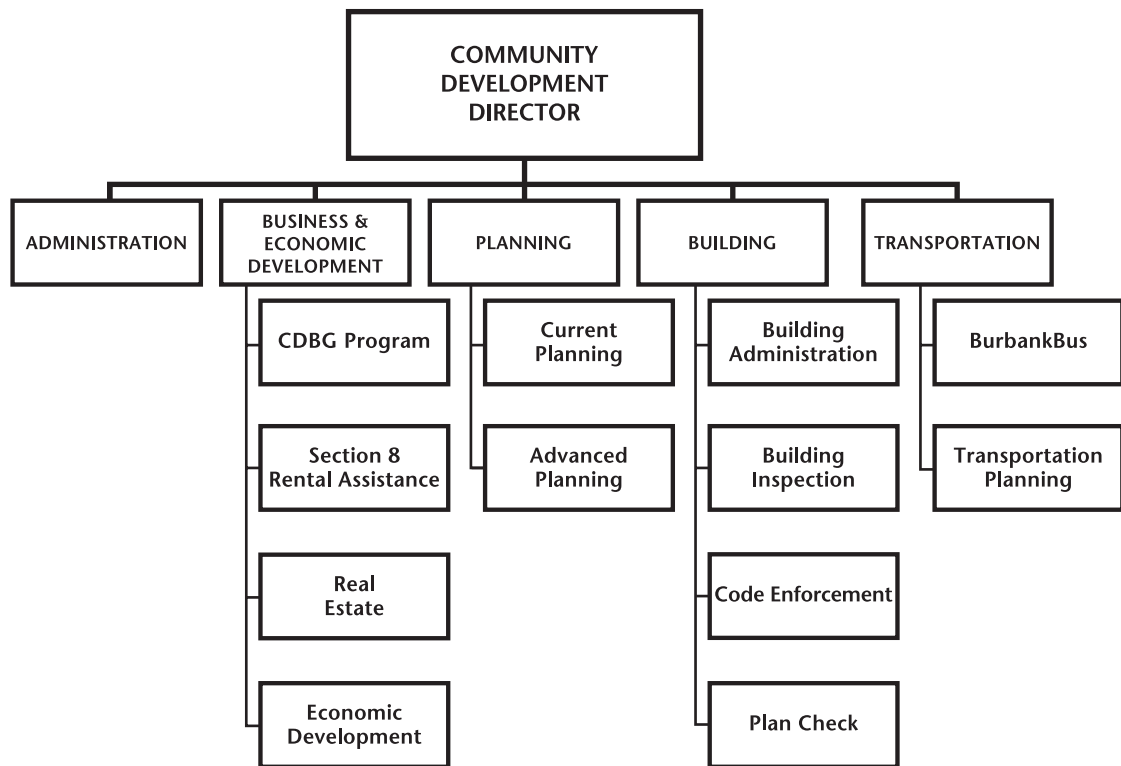 COMMUNITY
DEVELOPMENT
DIRECTOR
ADMINISTRATION
BUSINESS &
ECONOMIC
DEVELOPMENT
PLANNING
BUILDING
TRANSPORTATION
CDBG Program
Section 8
Rental Assistance
Real
Estate
Economic
Development
Current
Planning
Advanced
Planning
Building
Administration
Building
Inspection
Code Enforcement
Plan Check
BurbankBus
Transportation
Planning